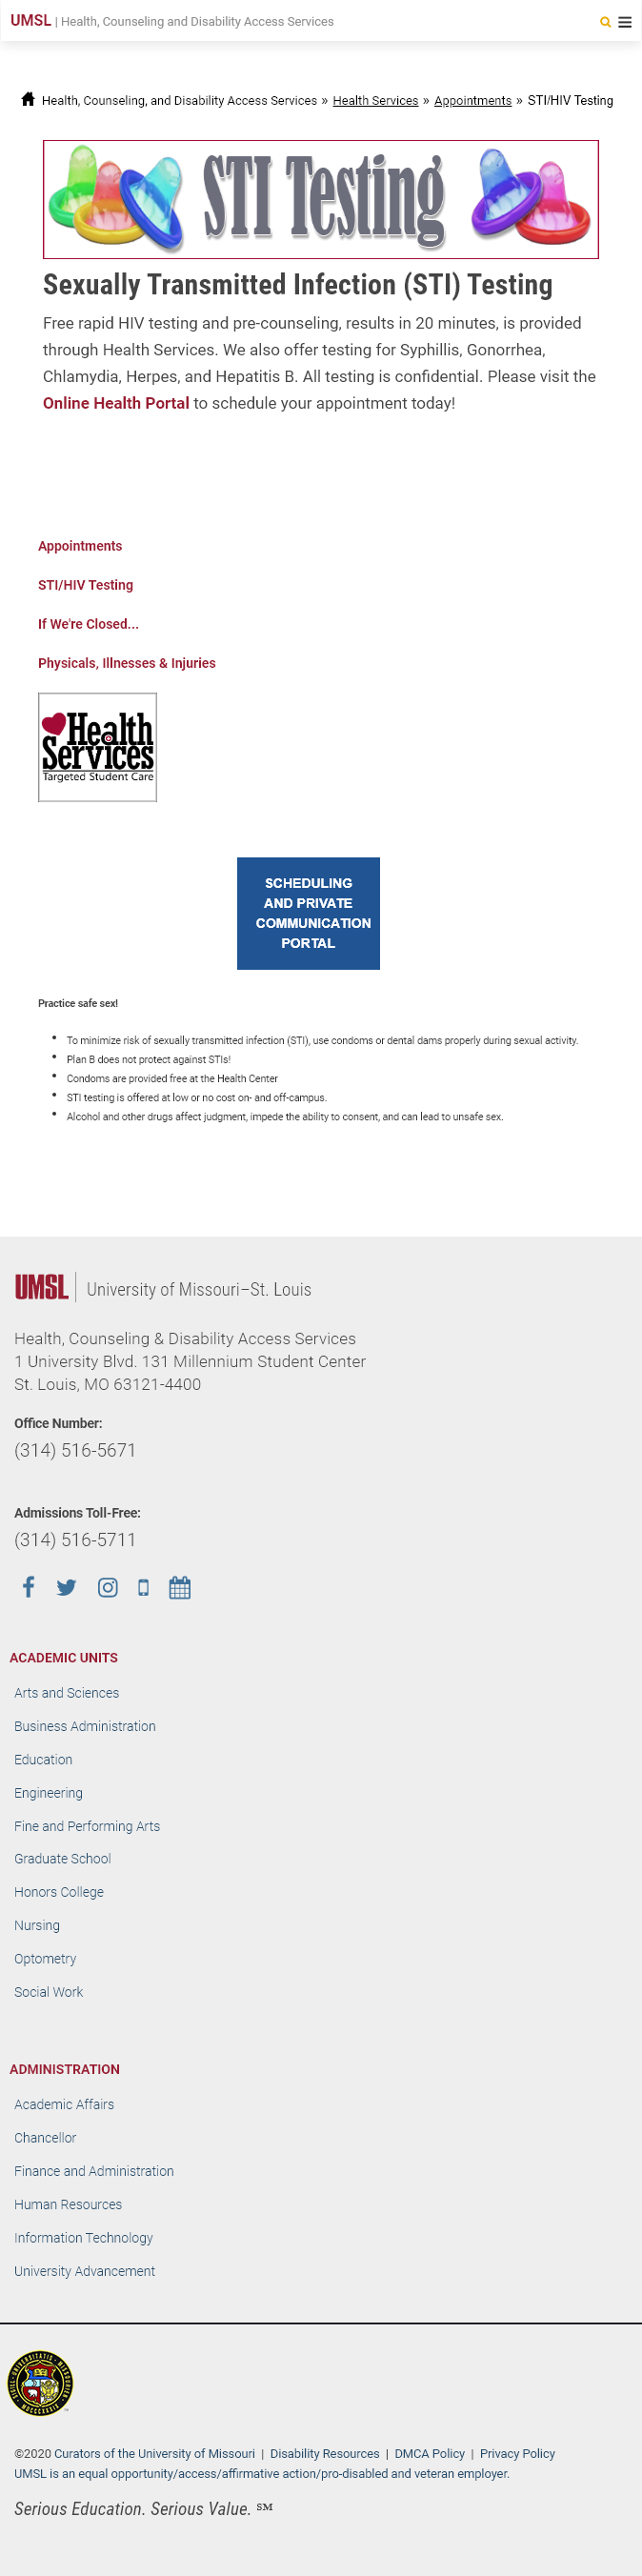 UMSL | Health, Counseling and Disability Access Services
Health, Counseling, and Disability Access Services » Health Services » Appointments » STI/HIV Testing
STI Testing
Sexually Transmitted Infection (STI) Testing
Free rapid HIV testing and pre-counseling, results in 20 minutes, is provided
through Health Services. We also offer testing for Syphillis, Gonorrhea,
Chlamydia, Herpes, and Hepatitis B. All testing is confidential. Please visit the
Online Health Portal to schedule your appointment today!
Appointments
STI/HIV Testing
If We're Closed...
Physicals, Illnesses & Injuries
Health
Services
Targeted Student Care
SCHEDULING
AND PRIVATE
COMMUNICATION
PORTAL
Practice safe sex!
• To minimize risk of sexually transmitted infection (STI), use condoms or dental dams properly during sexual activity.
• Plan B does not protect against STIs!
• Condoms are provided free at the Health Center
• STI testing is offered at low or no cost on- and off-campus.
• Alcohol and other drugs affect judgment, impede the ability to consent, and can lead to unsafe sex.
UMSL | University of Missouri–St. Louis
Health, Counseling & Disability Access Services
1 University Blvd. 131 Millennium Student Center
St. Louis, MO 63121-4400
Office Number:
(314) 516-5671
Admissions Toll-Free:
(314) 516-5711
ACADEMIC UNITS
Arts and Sciences
Business Administration
Education
Engineering
Fine and Performing Arts
Graduate School
Honors College
Nursing
Optometry
Social Work
ADMINISTRATION
Academic Affairs
Chancellor
Finance and Administration
Human Resources
Information Technology
University Advancement
©2020 Curators of the University of Missouri | Disability Resources | DMCA Policy | Privacy Policy
UMSL is an equal opportunity/access/affirmative action/pro-disabled and veteran employer.
Serious Education. Serious Value. ℠